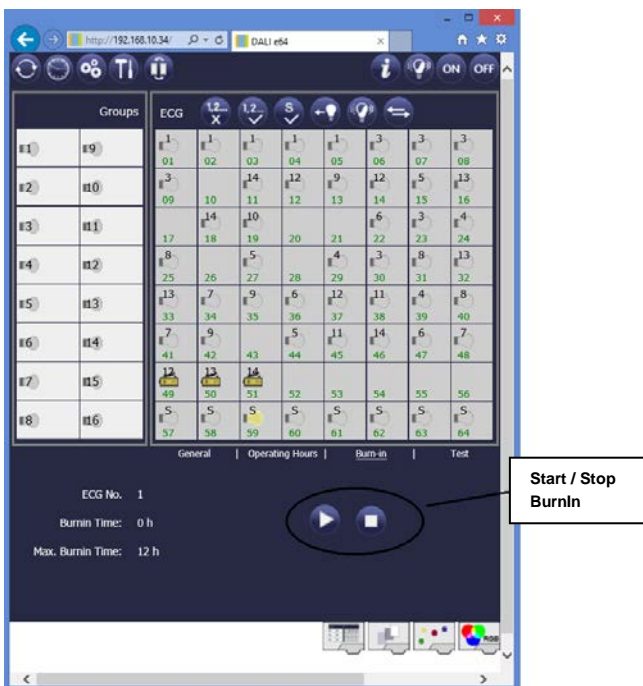 http://192.168.10.34/
DALI e64
i ON OFF
Groups
ECG 1,2... X 1,2... S
1 9
2 10
3 11
4 12
5 13
6 14
7 15
8 16
1 1 1 1 1 3 3 3
01 02 03 04 05 06 07 08
3 14 12 9 12 5 13
09 10 11 12 13 14 15 16
14 10 6 3 4
17 18 19 20 21 22 23 24
8 5 4 3 8 13
25 26 27 28 29 30 31 32
13 7 9 6 12 11 4 8
33 34 35 36 37 38 39 40
7 9 5 11 14 6 7
41 42 43 44 45 46 47 48
12 13 14
49 50 51 52 53 54 55 56
S S S S S S S S
57 58 59 60 61 62 63 64
General | Operating Hours | Burn-in | Test
ECG No. 1
Burnin Time: 0 h
Max. Burnin Time: 12 h
Start / Stop
BurnIn
RGB